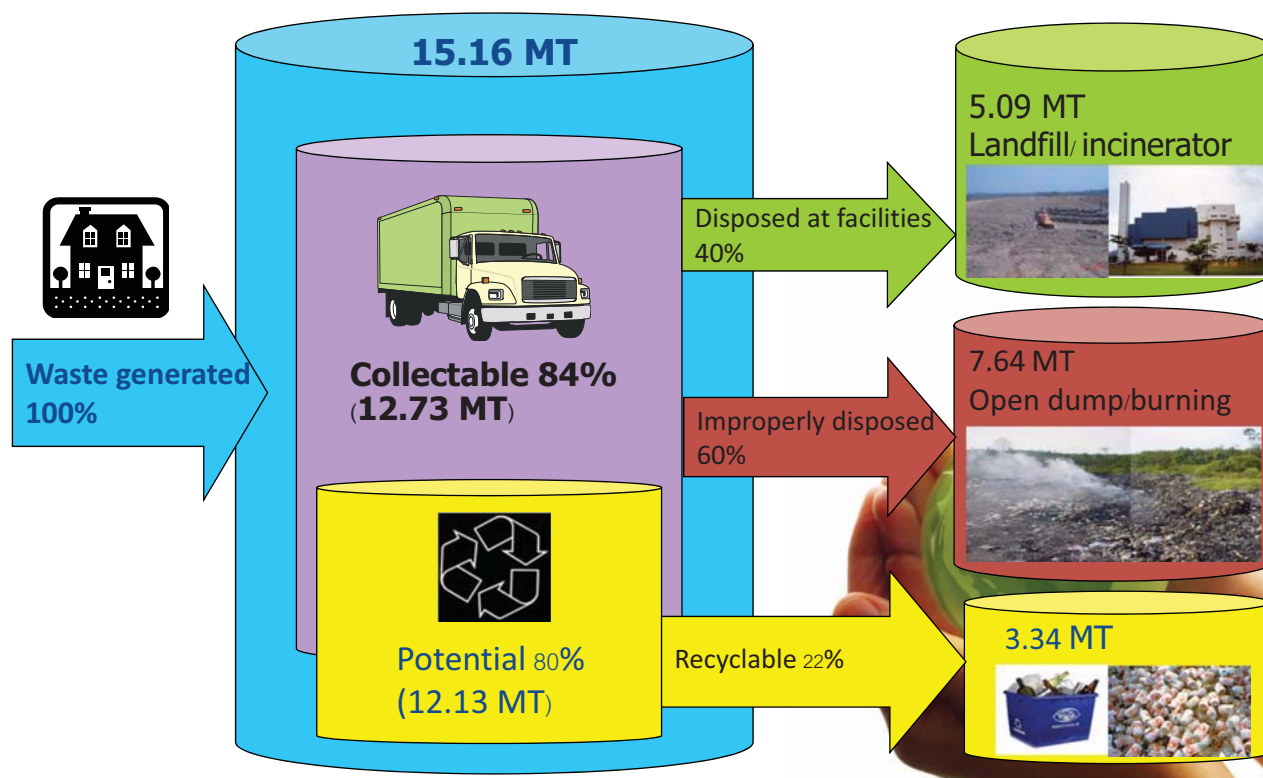 15.16 MT
Waste generated
100%
Collectable 84%
(12.73 MT)
Potential 80%
(12.13 MT)
Disposed at facilities
40%
Improperly disposed
60%
Recyclable 22%
5.09 MT
Landfill/ incinerator
7.64 MT
Open dump/burning
3.34 MT